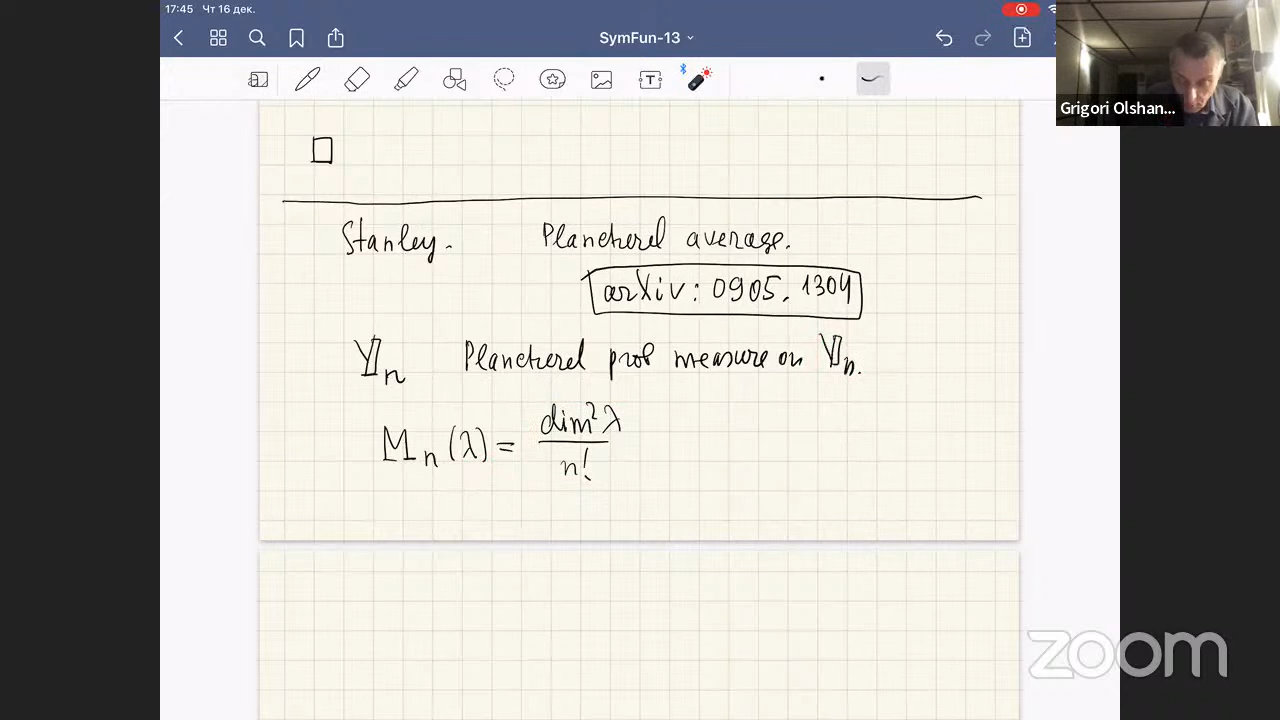 17:45 Чт 16 дек.
SymFun-13
Grigori Olshan...
Stanley. Plancherel average.
arXiv: 0905.1304
𝕐n Plancherel prob measure on 𝕐n.
Mn(λ) = dim²λ / n!
zoom